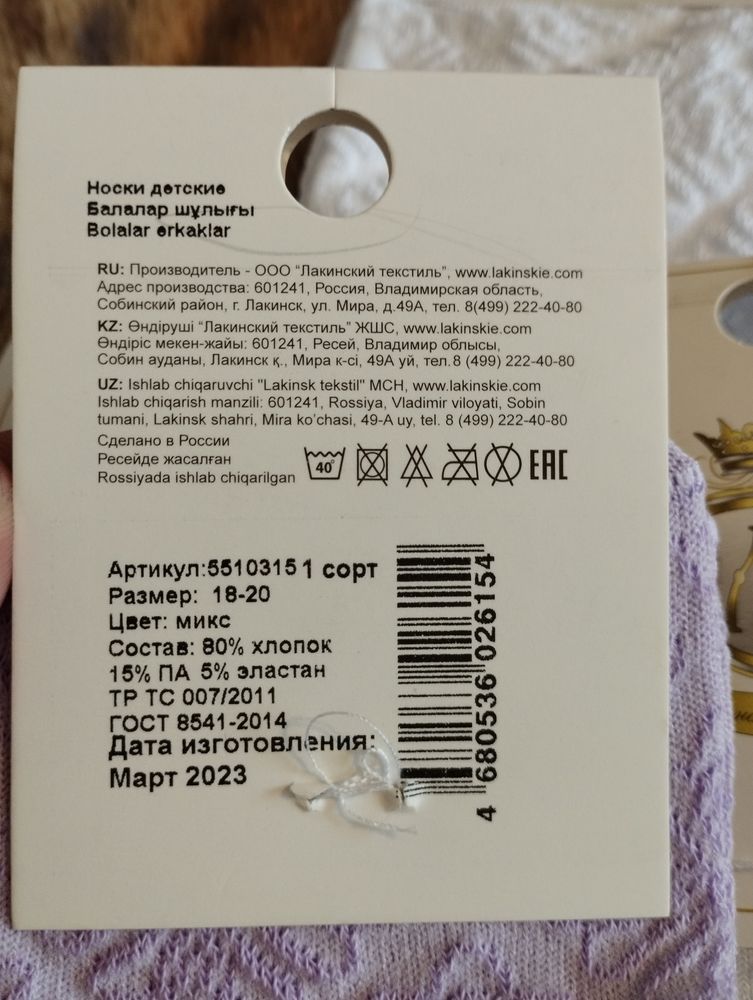 Носки детские
Балалар шұлығы
Bolalar erkaklar
RU: Производитель - ООО "Лакинский текстиль", www.lakinskie.com
Адрес производства: 601241, Россия, Владимирская область,
Собинский район, г. Лакинск, ул. Мира, д.49А, тел. 8(499) 222-40-80
KZ: Өндіруші "Лакинский текстиль" ЖШС, www.lakinskie.com
Өндіріс мекен-жайы: 601241, Ресей, Владимир облысы,
Собин ауданы, Лакинск қ., Мира к-сі, 49А уй, тел.8 (499) 222-40-80
UZ: Ishlab chiqaruvchi "Lakinsk tekstil" MCH, www.lakinskie.com
Ishlab chiqarish manzili: 601241, Rossiya, Vladimir viloyati, Sobin
tumani, Lakinsk shahri, Mira ko'chasi, 49-A uy, tel. 8 (499) 222-40-80
Сделано в России
Ресейде жасалған
Rossiyada ishlab chiqarilgan
40° EAC
Артикул:5510315 1 сорт
Размер: 18-20
Цвет: микс
Состав: 80% хлопок
15% ПА 5% эластан
ТР ТС 007/2011
ГОСТ 8541-2014
Дата изготовления:
Март 2023
4 680536 026154